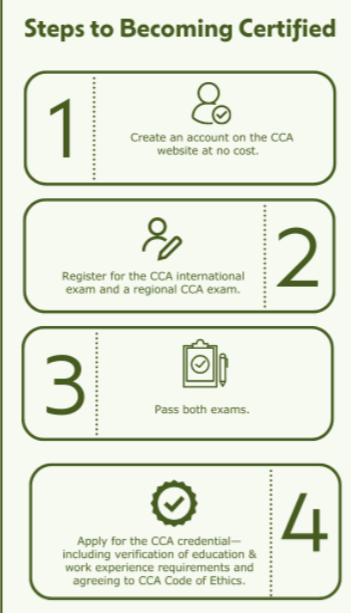 Steps to Becoming Certified
1
Create an account on the CCA
website at no cost.
2
Register for the CCA international
exam and a regional CCA exam.
3
Pass both exams.
4
Apply for the CCA credential—
including verification of education &
work experience requirements and
agreeing to CCA Code of Ethics.